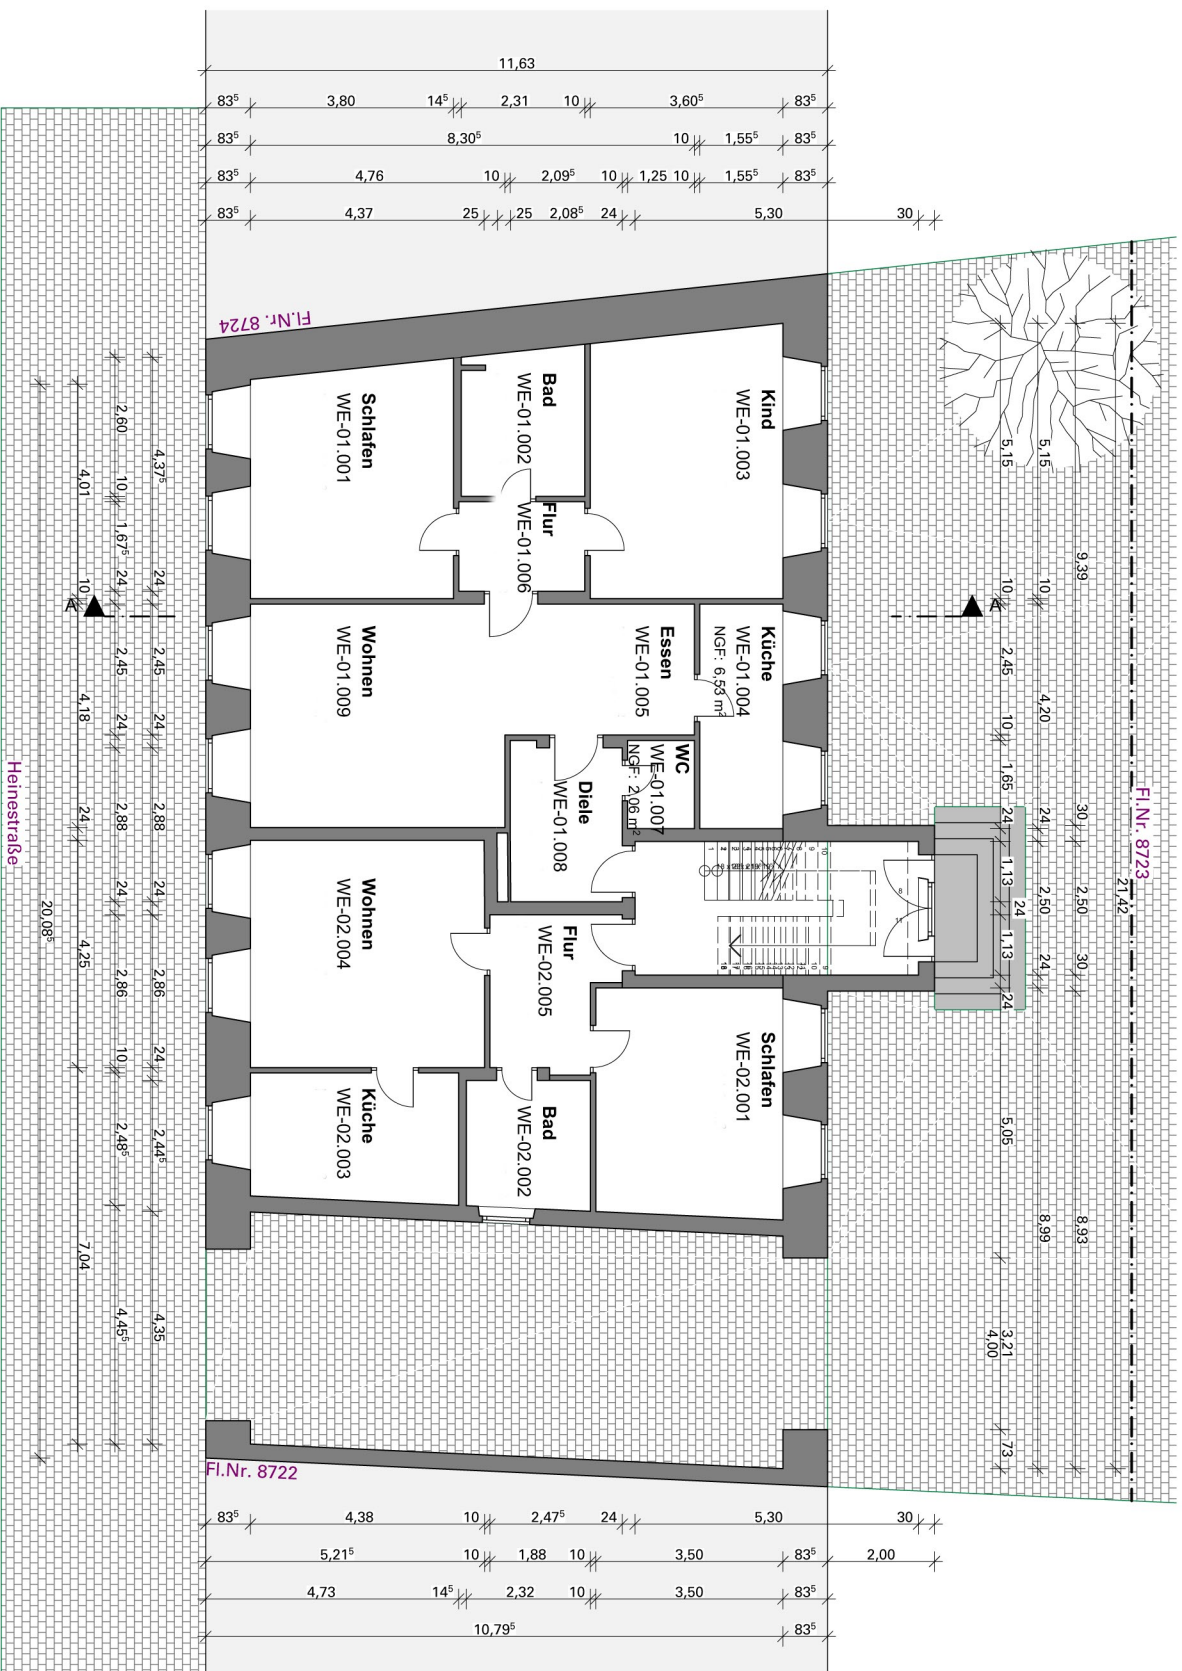 11,63
83⁵ 3,80 14⁵ 2,31 10 3,60⁵ 83⁵
83⁵ 8,30⁵ 10 1,55⁵ 83⁵
83⁵ 4,76 10 2,09⁵ 10 1,25 10 1,55⁵ 83⁵
83⁵ 4,37 25 25 2,08⁵ 24 5,30 30
Fl.Nr. 8724
Schlafen
WE-01.001
Bad
WE-01.002
Kind
WE-01.003
Flur
WE-01.006
Wohnen
WE-01.009
Essen
WE-01.005
Küche
WE-01.004
NGF: 6,53 m²
WC
WE-01.007
NGF: 2,06 m²
Diele
WE-01.008
Wohnen
WE-02.004
Flur
WE-02.005
Schlafen
WE-02.001
Küche
WE-02.003
Bad
WE-02.002
A
A
4,37⁵ 24 2,45 24 2,88 24 2,86 24 2,44⁵ 4,35
2,60 10 1,67⁵ 24 2,45 24 2,88 24 2,86 10 2,48⁵ 4,45⁵
4,01 10 4,18 24 4,25 7,04
20,08⁵
Heinestraße
Fl.Nr. 8723
21,42
9,39 30 2,50 30 8,93
5,15 10 4,20 24 2,50 24 8,99
5,15 10 2,45 10 1,65 24 1,13 24 1,13 24 5,05 3,21 73
4,00
Fl.Nr. 8722
83⁵ 4,38 10 2,47⁵ 24 5,30 30
5,21⁵ 10 1,88 10 3,50 83⁵ 2,00
4,73 14⁵ 2,32 10 3,50 83⁵
10,79⁵ 83⁵